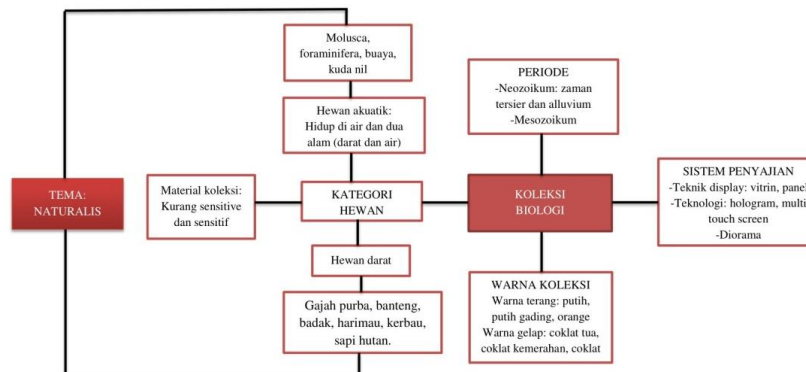 Molusca,
foraminifera, buaya,
kuda nil
Hewan akuatik:
Hidup di air dan dua
alam (darat dan air)
TEMA:
NATURALIS
Material koleksi:
Kurang sensitive
dan sensitif
KATEGORI
HEWAN
Hewan darat
Gajah purba, banteng,
badak, harimau, kerbau,
sapi hutan.
PERIODE
-Neozoikum: zaman
tersier dan alluvium
-Mesozoikum
KOLEKSI
BIOLOGI
WARNA KOLEKSI
Warna terang: putih,
putih gading, orange
Warna gelap: coklat tua,
coklat kemerahan, coklat
SISTEM PENYAJIAN
-Teknik display: vitrin, panel
-Teknologi: hologram, multi
touch screen
-Diorama